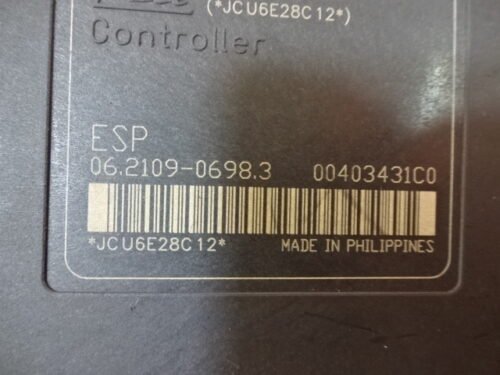 (*JCU6E28C12*)
Controller
ESP
06.2109-0698.3 00403431C0
*JCU6E28C12* MADE IN PHILIPPINES